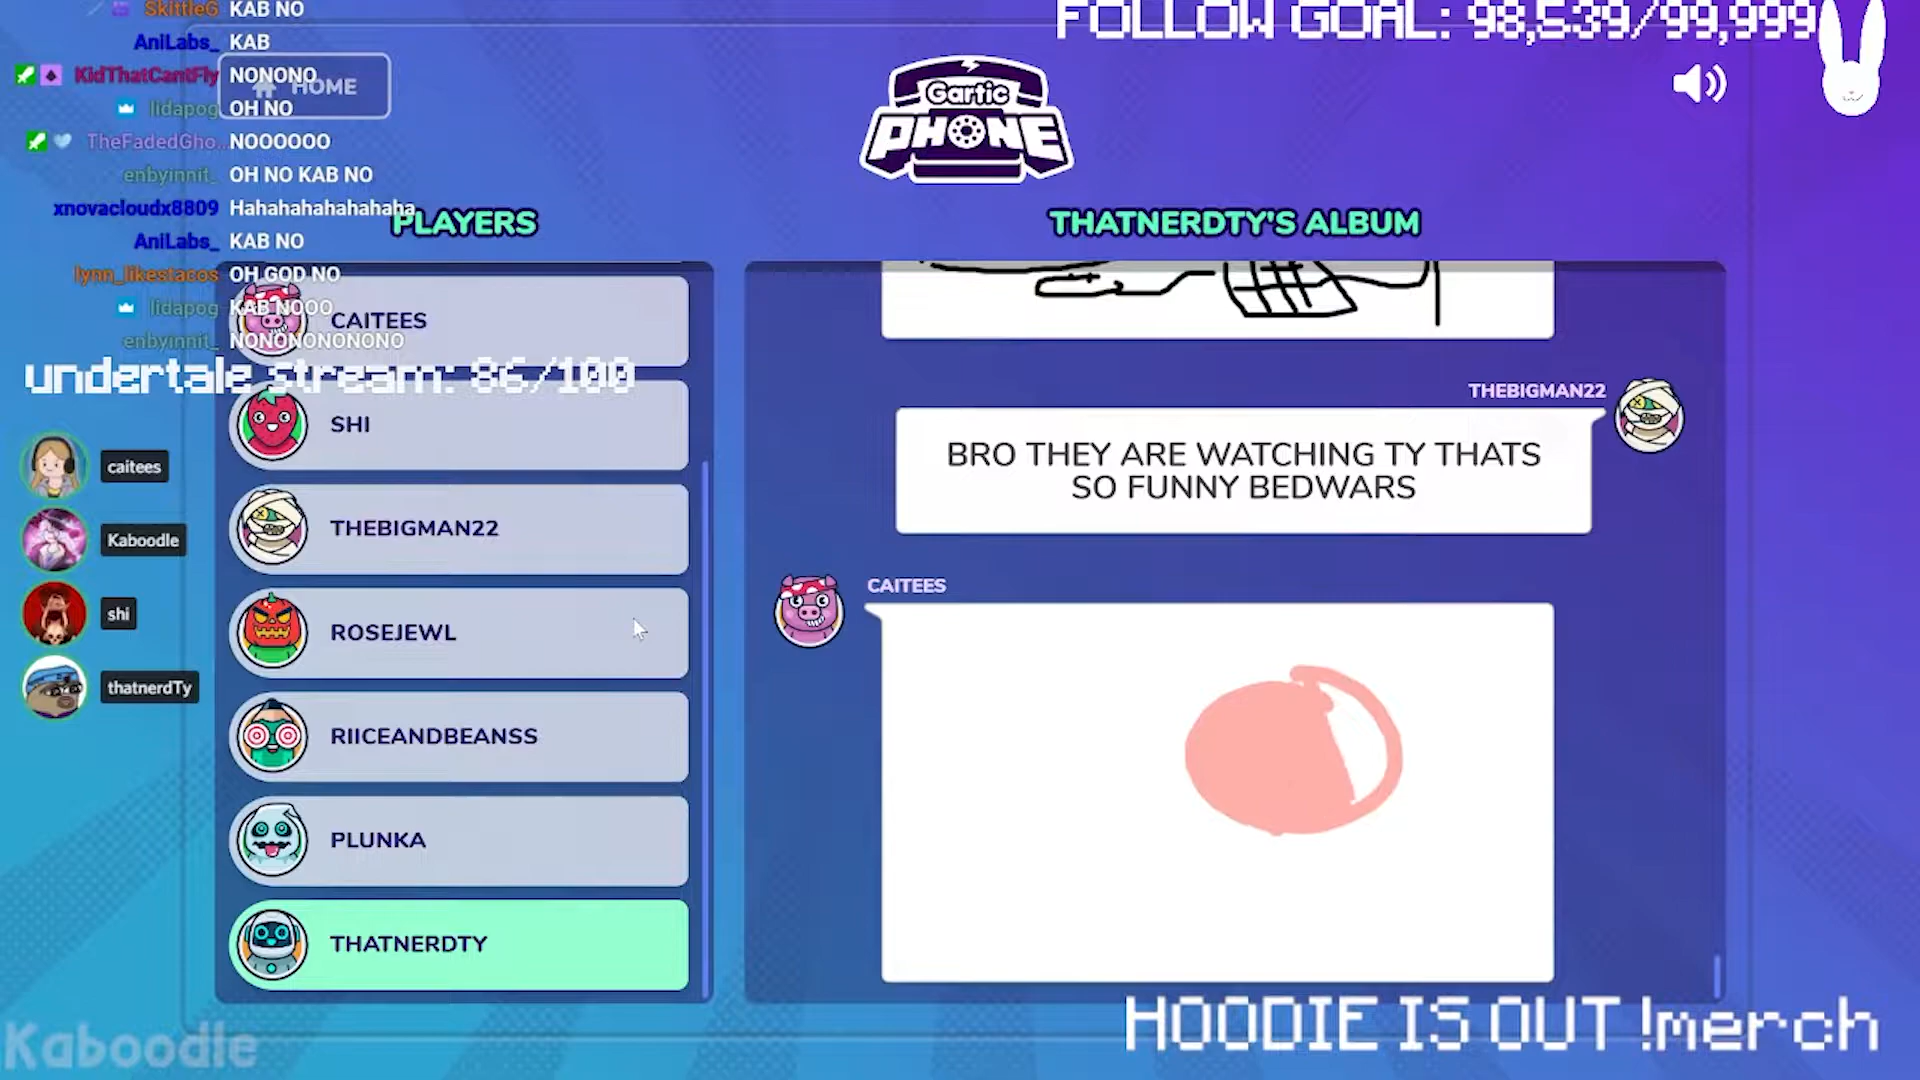 SkittleG KAB NO
AniLabs_ KAB
KidThatCantFly NONONO
lidapog OH NO
TheFadedGho... NOOOOOO
enbyinnit_ OH NO KAB NO
xnovacloudx8809 Hahahahahahahaha
AniLabs_ KAB NO
lynn_likestacos OH GOD NO
lidapog KAB NOOO
enbyinnit_ NONONONONONO
HOME
undertale stream: 86/100
caitees
Kaboodle
shi
thatnerdTy
Kaboodle
PLAYERS
CAITEES
SHI
THEBIGMAN22
ROSEJEWL
RIICEANDBEANSS
PLUNKA
THATNERDTY
FOLLOW GOAL: 98,539/99,999
Gartic
PHONE
THATNERDTY'S ALBUM
THEBIGMAN22
BRO THEY ARE WATCHING TY THATS
SO FUNNY BEDWARS
CAITEES
HOODIE IS OUT !merch